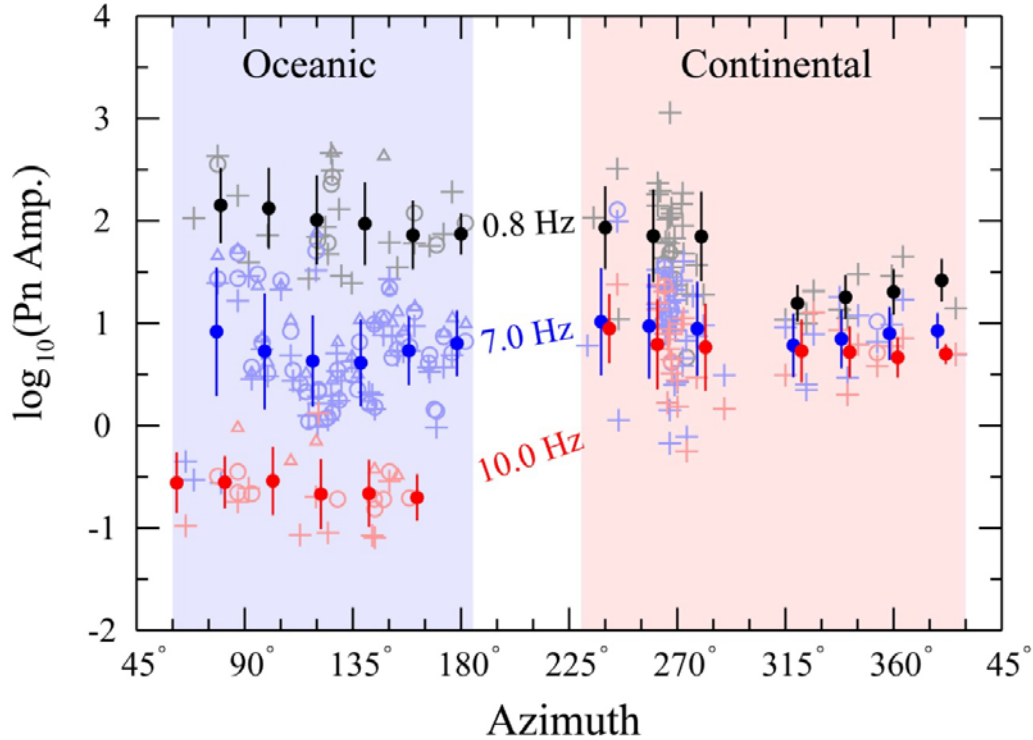 4
3
2
1
0
-1
-2
log10(Pn Amp.)
Oceanic
Continental
0.8 Hz
7.0 Hz
10.0 Hz
45° 90° 135° 180° 225° 270° 315° 360° 45°
Azimuth